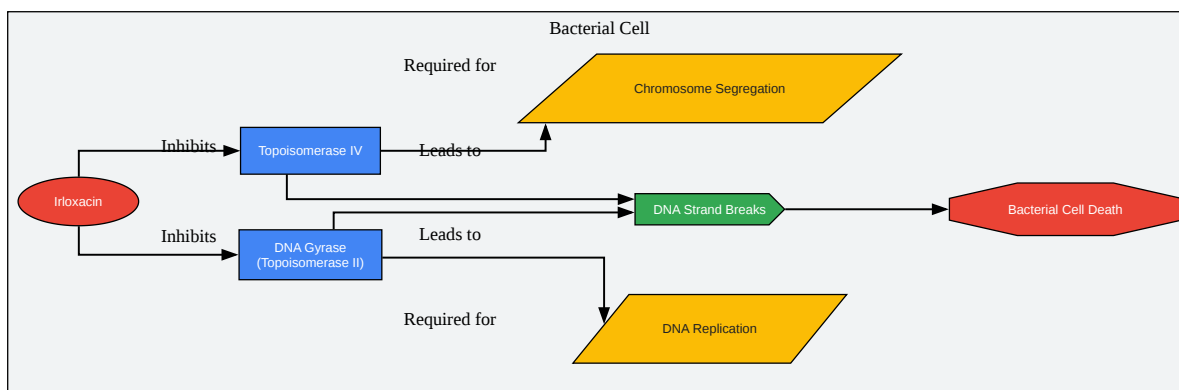 Bacterial Cell
Required for
Chromosome Segregation
Inhibits
Topoisomerase IV
Leads to
Irloxacin
DNA Strand Breaks
Bacterial Cell Death
Inhibits
DNA Gyrase
(Topoisomerase II)
Leads to
Required for
DNA Replication